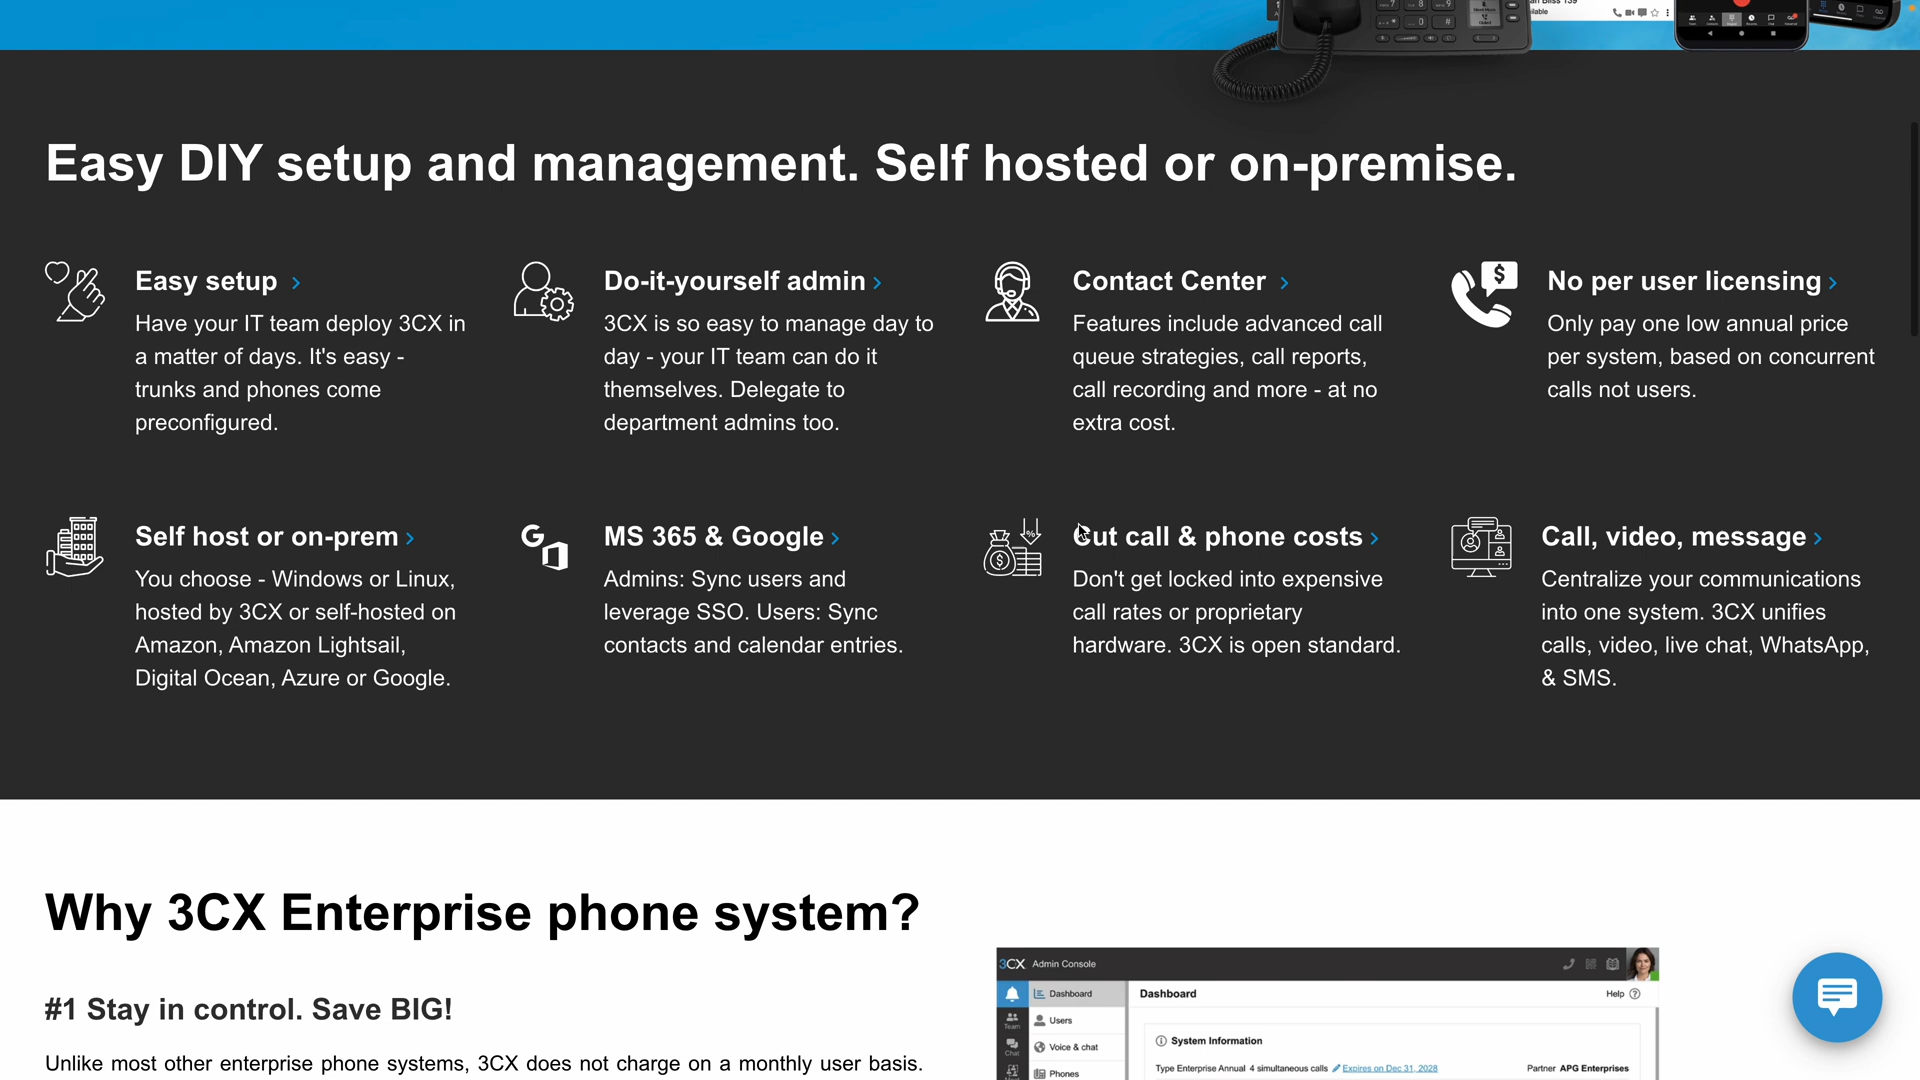 Easy DIY setup and management. Self hosted or on-premise.
Easy setup
Have your IT team deploy 3CX in
a matter of days. It's easy -
trunks and phones come
preconfigured.
Do-it-yourself admin
3CX is so easy to manage day to
day - your IT team can do it
themselves. Delegate to
department admins too.
Contact Center
Features include advanced call
queue strategies, call reports,
call recording and more - at no
extra cost.
No per user licensing
Only pay one low annual price
per system, based on concurrent
calls not users.
Self host or on-prem
You choose - Windows or Linux,
hosted by 3CX or self-hosted on
Amazon, Amazon Lightsail,
Digital Ocean, Azure or Google.
MS 365 & Google
Admins: Sync users and
leverage SSO. Users: Sync
contacts and calendar entries.
Cut call & phone costs
Don't get locked into expensive
call rates or proprietary
hardware. 3CX is open standard.
Call, video, message
Centralize your communications
into one system. 3CX unifies
calls, video, live chat, WhatsApp,
& SMS.
Why 3CX Enterprise phone system?
#1 Stay in control. Save BIG!
Unlike most other enterprise phone systems, 3CX does not charge on a monthly user basis.
3CX Admin Console
Dashboard
Users
Voice & chat
Phones
Team
Chat
Dashboard
Help
System Information
Type Enterprise Annual 4 simultaneous calls Expires on Dec 31, 2028
Partner APG Enterprises